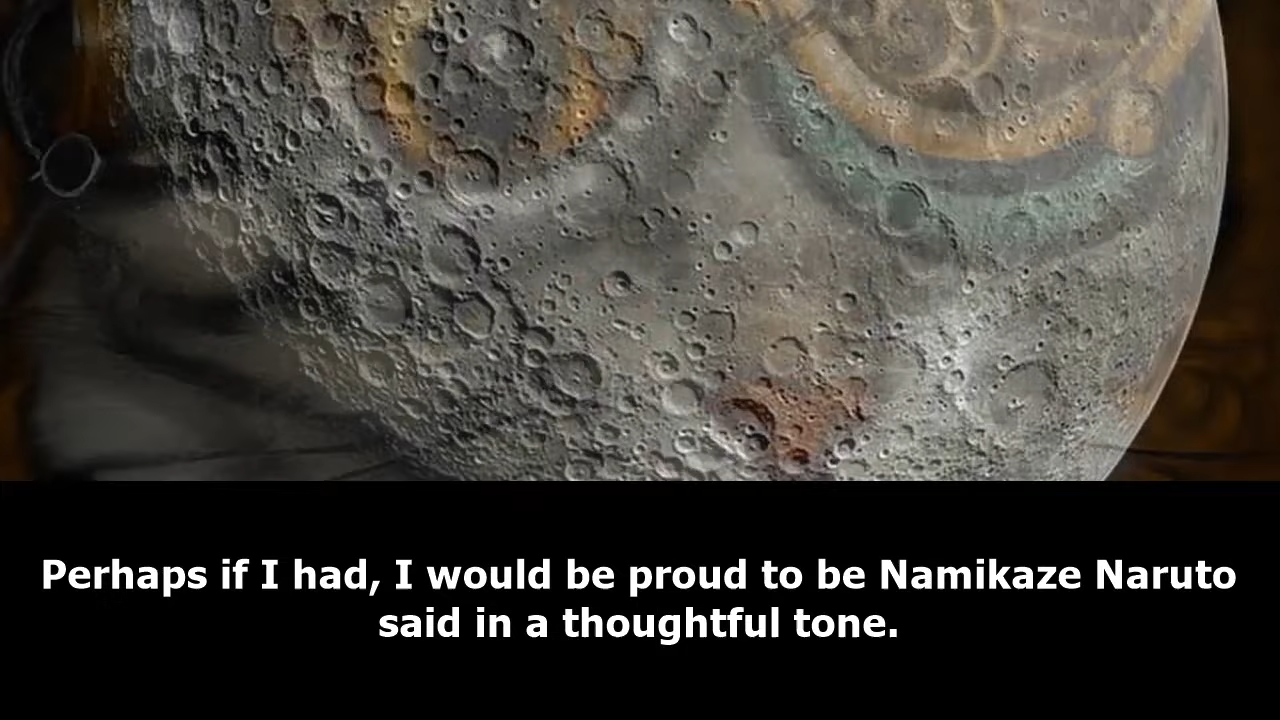 Perhaps if I had, I would be proud to be Namikaze Naruto
said in a thoughtful tone.